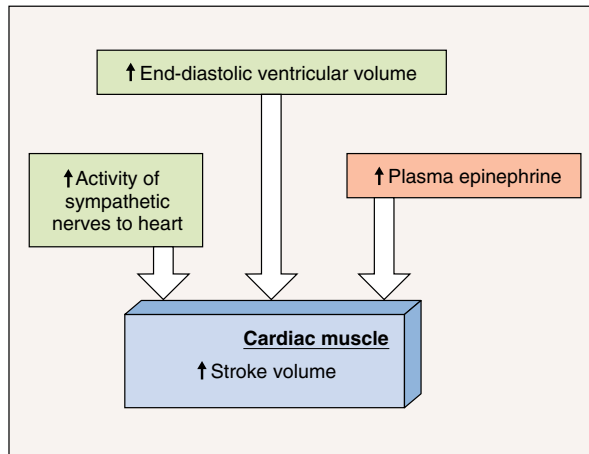 ↑ End-diastolic ventricular volume
↑ Activity of
sympathetic
nerves to heart
↑ Plasma epinephrine
Cardiac muscle
↑ Stroke volume